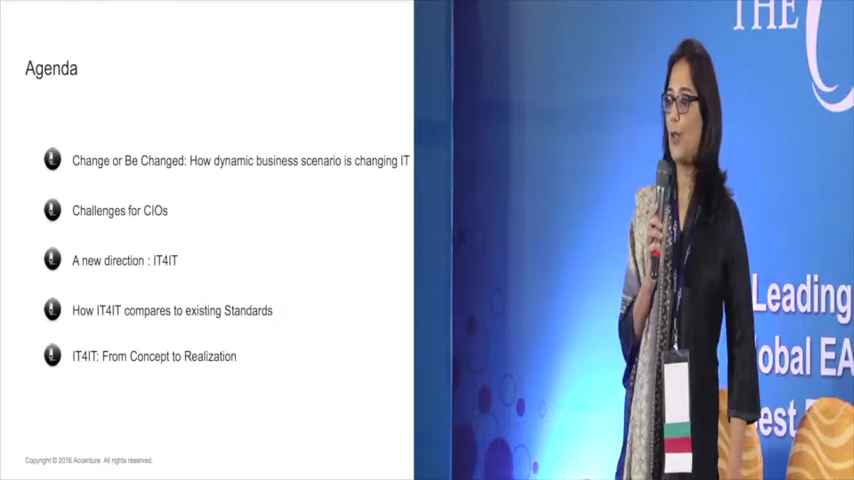 Agenda
Change or Be Changed: How dynamic business scenario is changing IT
Challenges for CIOs
A new direction : IT4IT
How IT4IT compares to existing Standards
IT4IT: From Concept to Realization
Copyright © 2016 Accenture All rights reserved.
THE
Leading
lobal EA
est